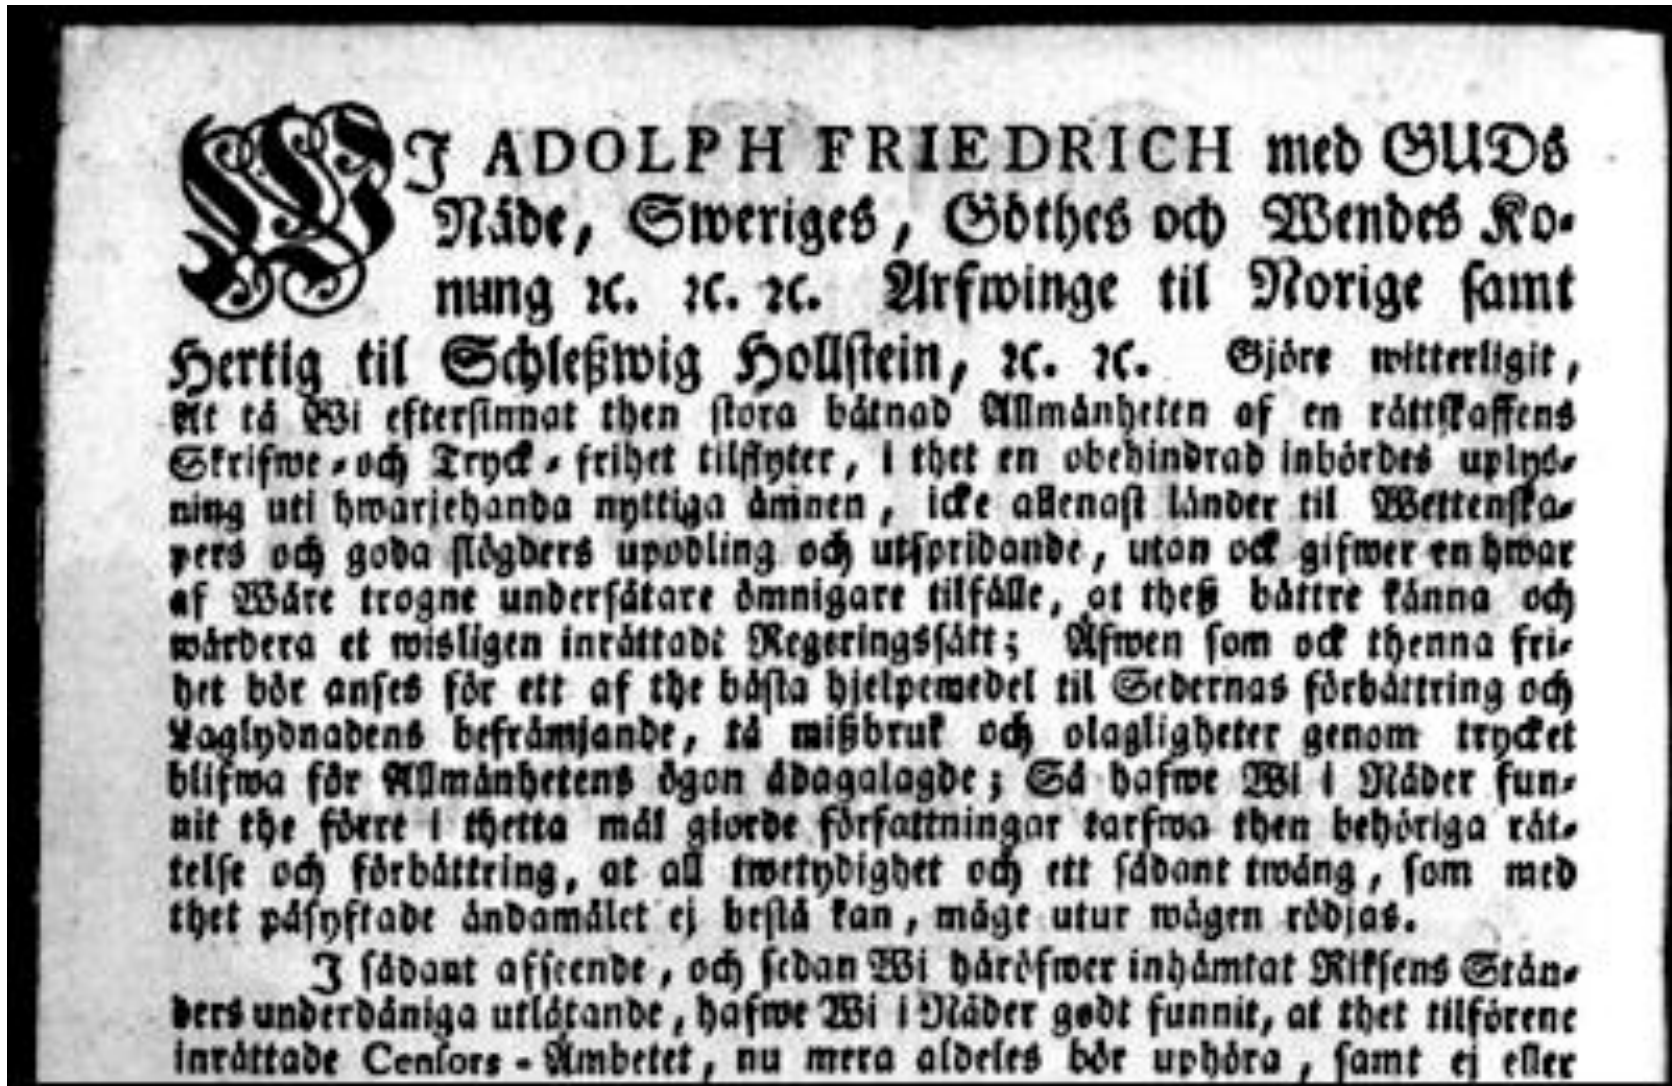 WJ ADOLPH FRIEDRICH med GUDs
Nåde, Sweriges, Göthes och Wendes Ko-
nung ꝛc. ꝛc. ꝛc. Arfwinge til Norige samt
Hertig til Schleßwig Hollstein, ꝛc. ꝛc. Gjöre witterligit,
At tå Wi eftersinnat then stora båtnad Allmänheten af en rättskaffens
Skrifwe-och Tryck-frihet tilflyter, i thet en obehindrad inbördes uplys-
ning uti hwarjehanda nyttiga ämnen, icke allenast länder til Wettenska-
pers och goda slögders upodling och utspridande, utan ock gifwer en hwar
af Wåre trogne undersåtare ömnigare tilfälle, at theß bättre känna och
wärdera et wisligen inrättadt Regeringssätt; Äfwen som ock thenna fri-
het bör anses för ett af the bästa hjelpemedel til Sedernas förbättring och
Laglydnadens befrämjande, tå mißbruk och olagligheter genom trycket
blifwa för Allmänhetens ögon ådagalagde; Så hafwe Wi i Nåder fun-
nit the förre i thetta mål giorde författningar tarfwa then behöriga rät-
telse och förbättring, at all twetydighet och ett sådant twång, som med
thet påsyftade ändamålet ej bestå kan, måge utur wägen rödjas.
J sådant afseende, och sedan Wi häröfwer inhämtat Riksens Stän-
ders underdåniga utlåtande, hafwe Wi i Nåder godt funnit, at thet tilförene
inrättade Censors-Ämbetet, nu mera aldeles bör uphöra, samt ej eller